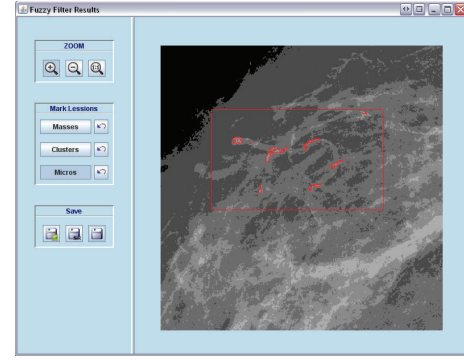 Fuzzy Filter Results
ZOOM
Mark Lessions
Masses
Clusters
Micros
Save